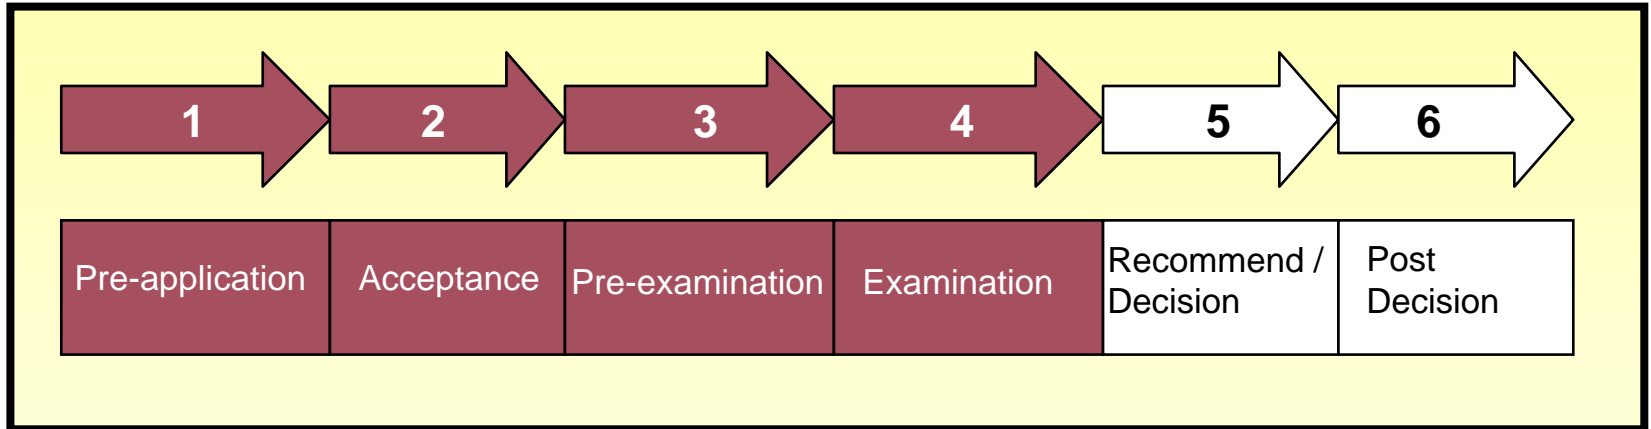 1 2 3 4 5 6
Pre-application Acceptance Pre-examination Examination Recommend / Post
Decision Decision